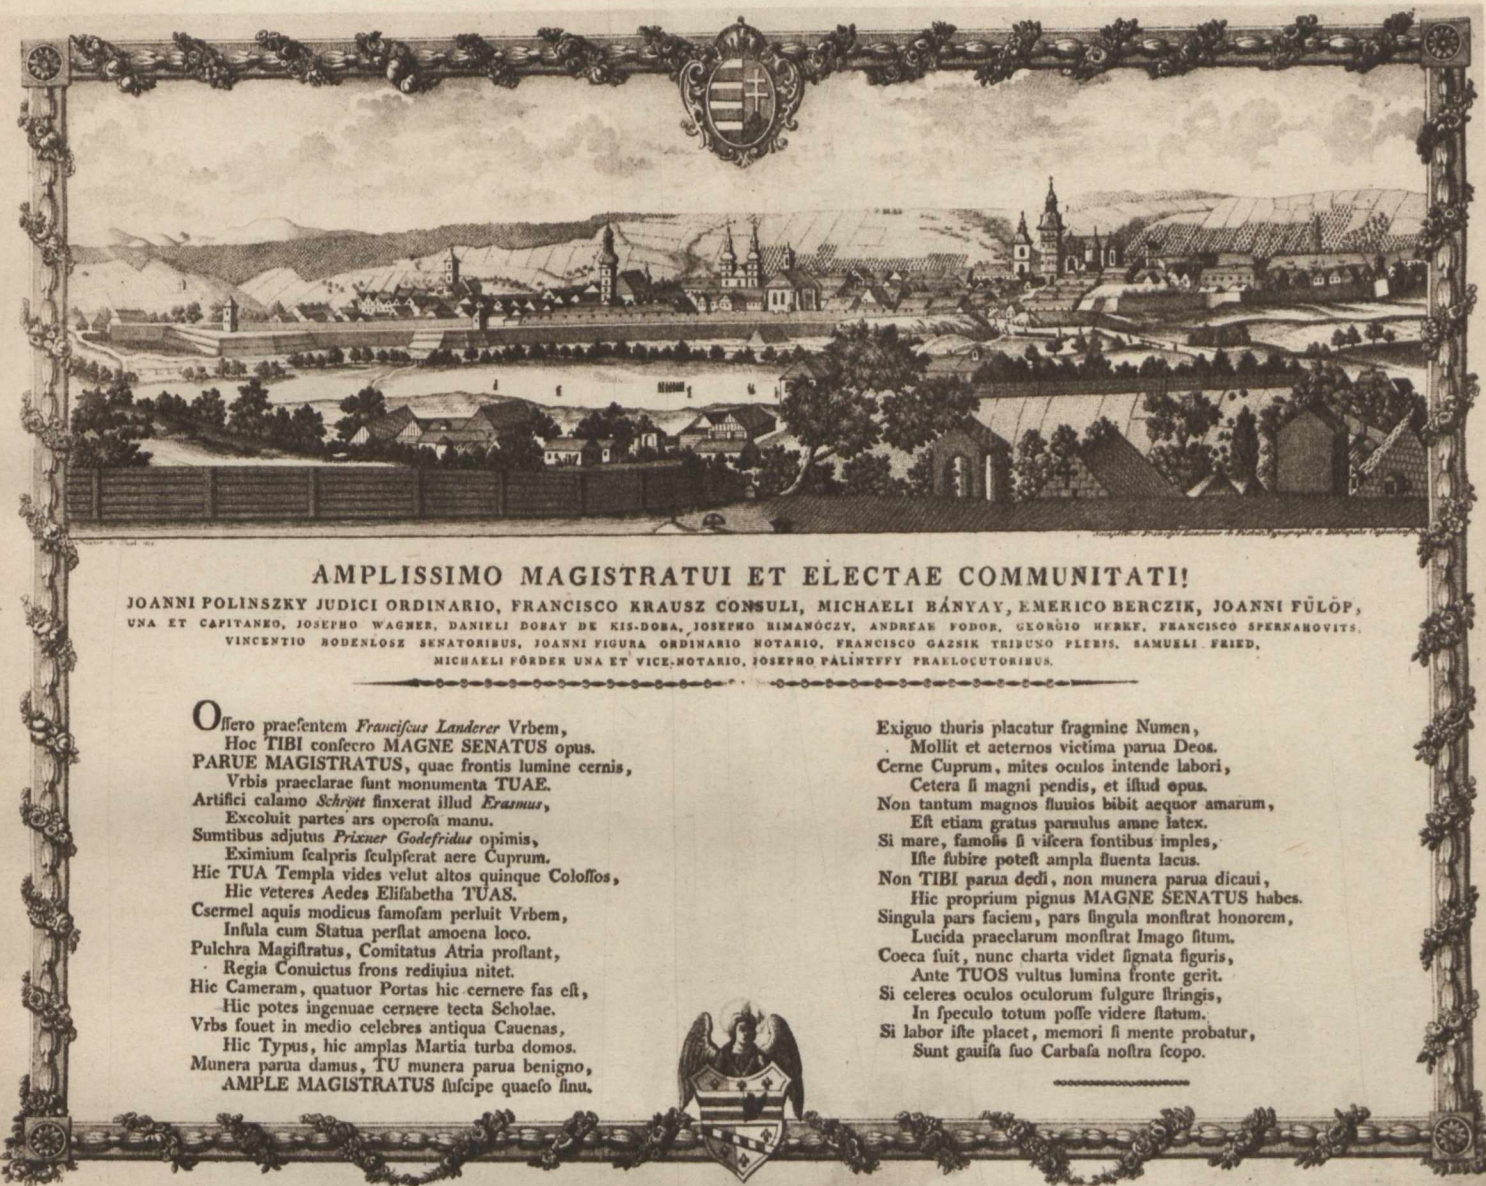 Sumptibus Francisci Landerer de Füskút, Typographi
AMPLISSIMO MAGISTRATUI ET ELECTAE COMMUNITATI!
JOANNI POLINSZKY JUDICI ORDINARIO, FRANCISCO KRAUSZ CONSULI, MICHAELI BÁNYAY, EMERICO BERCZIK, JOANNI FÜLÖP,
UNA ET CAPITANEO, JOSEPHO WAGNER, DANIELI DOBAY DE KIS-DOBA, JOSEPHO RIMANÓCZY, ANDREAE FODOR, GEORGIO HERKF, FRANCISCO SPERNAHOVITS,
VINCENTIO BODENLOSZ SENATORIBUS, JOANNI FIGURA ORDINARIO NOTARIO, FRANCISCO GAZSIK TRIBUNO PLEBIS, SAMUELI FRIED,
MICHAELI FÖRDER UNA ET VICE-NOTARIO, JOSEPHO PÁLINTFFY PRAELOCUTORIBUS.
Offero praeſentem Franciſcus Landerer Vrbem,
Hoc TIBI conſecro MAGNE SENATUS opus.
PARUE MAGISTRATUS, quae frontis lumine cernis,
Vrbis praeclarae ſunt monumenta TUAE.
Artifici calamo Schrött finxerat illud Erasmus,
Excoluit partes ars operoſa manu.
Sumtibus adjutus Prixner Godefridus opimis,
Eximium ſcalpris ſculpſerat aere Cuprum.
Hic TUA Templa vides velut altos quinque Coloſſos,
Hic veteres Aedes Eliſabetha TUAS.
Csermel aquis modicus famoſam perluit Vrbem,
Inſula cum Statua perſtat amoena loco.
Pulchra Magiſtratus, Comitatus Atria proſtant,
Regia Conuictus frons rediuiua nitet.
Hic Cameram, quatuor Portas hic cernere fas eſt,
Hic potes ingenuae cernere tecta Scholae.
Vrbs fouet in medio celebres antiqua Cauenas,
Hic Typus, hic amplas Martia turba domos.
Munera parua damus, TU munera parua benigno,
AMPLE MAGISTRATUS ſuſcipe quaeſo ſinu.
Exiguo thuris placatur fragmine Numen,
Mollit et aeternos victima parua Deos.
Cerne Cuprum, mites oculos intende labori,
Cetera ſi magni pendis, et iſtud opus.
Non tantum magnos fluuios bibit aequor amarum,
Eſt etiam gratus paruulus amne latex.
Si mare, famoſis ſi viſcera fontibus imples,
Iſte ſubire poteſt ampla fluenta lacus.
Non TIBI parua dedi, non munera parua dicaui,
Hic proprium pignus MAGNE SENATUS habes.
Singula pars faciem, pars ſingula monſtrat honorem,
Lucida praeclarum monſtrat Imago ſitum.
Coeca fuit, nunc charta videt ſignata figuris,
Ante TUOS vultus lumina fronte gerit.
Si celeres oculos oculorum fulgure ſtringis,
In ſpeculo totum poſſe videre ſtatum.
Si labor iſte placet, memori ſi mente probatur,
Sunt gauiſa ſuo Carbaſa noſtra ſcopo.